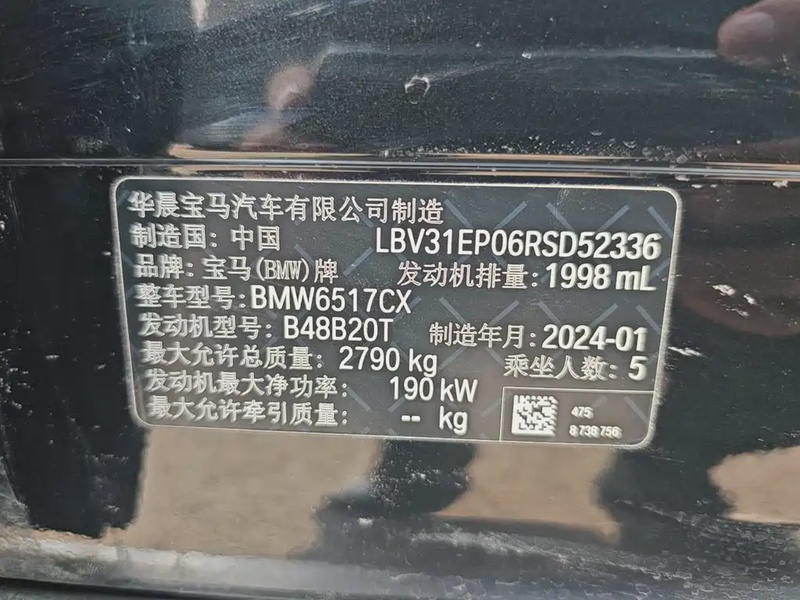 华晨宝马汽车有限公司制造
制造国: 中国 LBV31EP06RSD52336
品牌: 宝马(BMW)牌 发动机排量: 1998 mL
整车型号: BMW6517CX
发动机型号: B48B20T 制造年月: 2024-01
最大允许总质量: 2790 kg 乘坐人数: 5
发动机最大净功率: 190 kW
最大允许牵引质量: -- kg
475
8 738 756